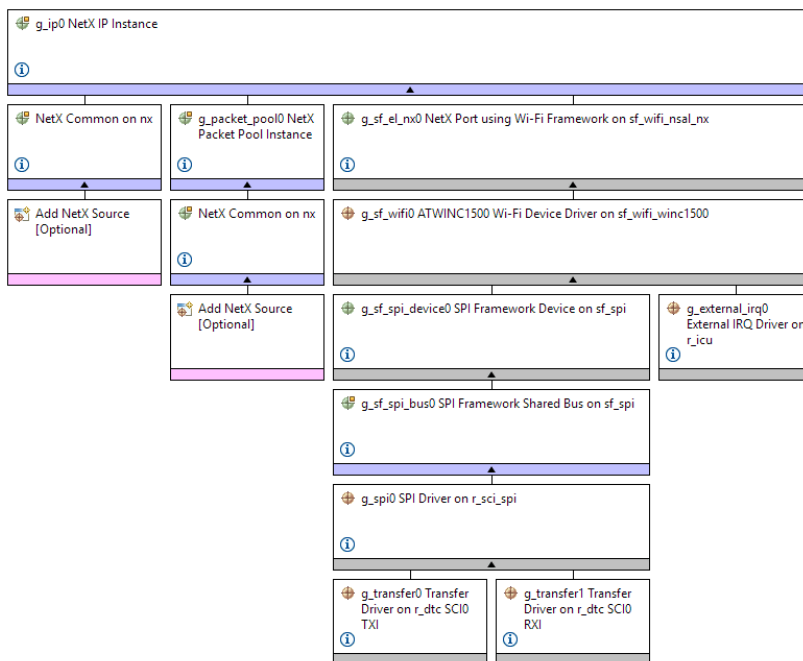 g_ip0 NetX IP Instance
NetX Common on nx
g_packet_pool0 NetX
Packet Pool Instance
g_sf_el_nx0 NetX Port using Wi-Fi Framework on sf_wifi_nsal_nx
Add NetX Source
[Optional]
NetX Common on nx
g_sf_wifi0 ATWINC1500 Wi-Fi Device Driver on sf_wifi_winc1500
Add NetX Source
[Optional]
g_sf_spi_device0 SPI Framework Device on sf_spi
g_external_irq0
External IRQ Driver on
r_icu
g_sf_spi_bus0 SPI Framework Shared Bus on sf_spi
g_spi0 SPI Driver on r_sci_spi
g_transfer0 Transfer
Driver on r_dtc SCI0
TXI
g_transfer1 Transfer
Driver on r_dtc SCI0
RXI